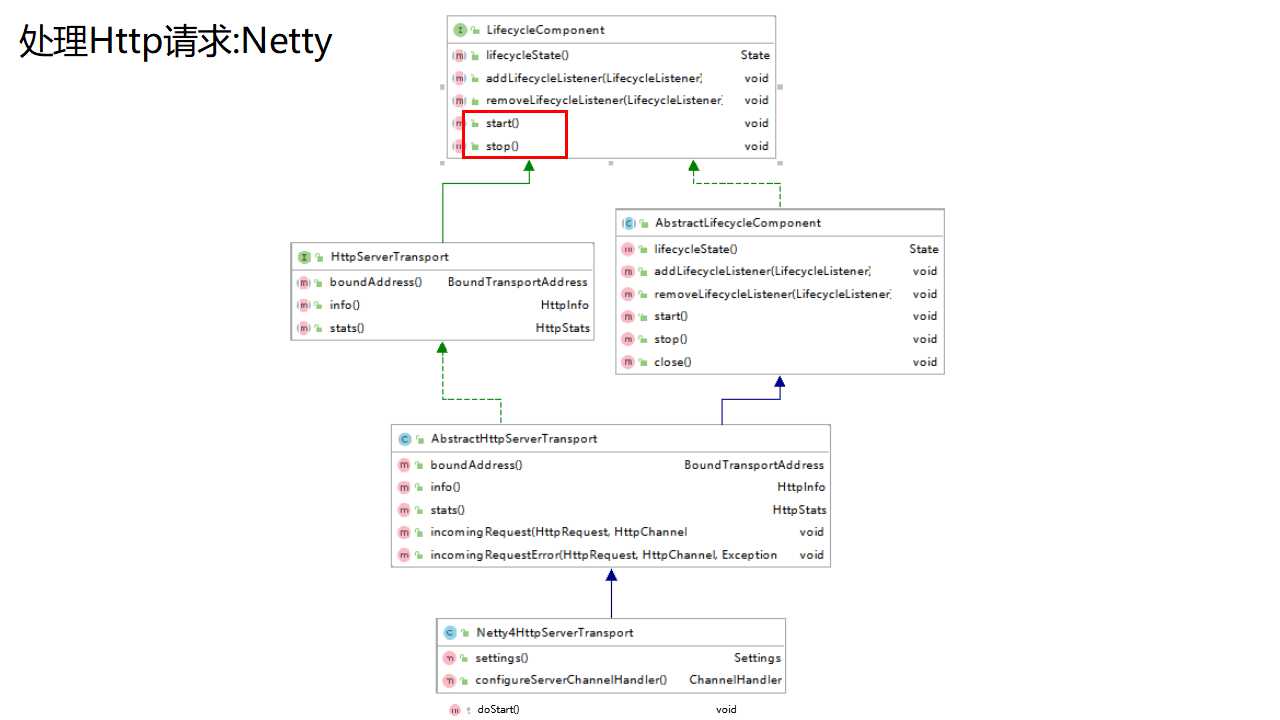 处理Http请求:Netty
LifecycleComponent
lifecycleState() State
addLifecycleListener(LifecycleListener) void
removeLifecycleListener(LifecycleListener) void
start() void
stop() void
AbstractLifecycleComponent
lifecycleState() State
addLifecycleListener(LifecycleListener) void
removeLifecycleListener(LifecycleListener) void
start() void
stop() void
close() void
HttpServerTransport
boundAddress() BoundTransportAddress
info() HttpInfo
stats() HttpStats
AbstractHttpServerTransport
boundAddress() BoundTransportAddress
info() HttpInfo
stats() HttpStats
incomingRequest(HttpRequest, HttpChannel void
incomingRequestError(HttpRequest, HttpChannel, Exception void
Netty4HttpServerTransport
settings() Settings
configureServerChannelHandler() ChannelHandler
doStart() void